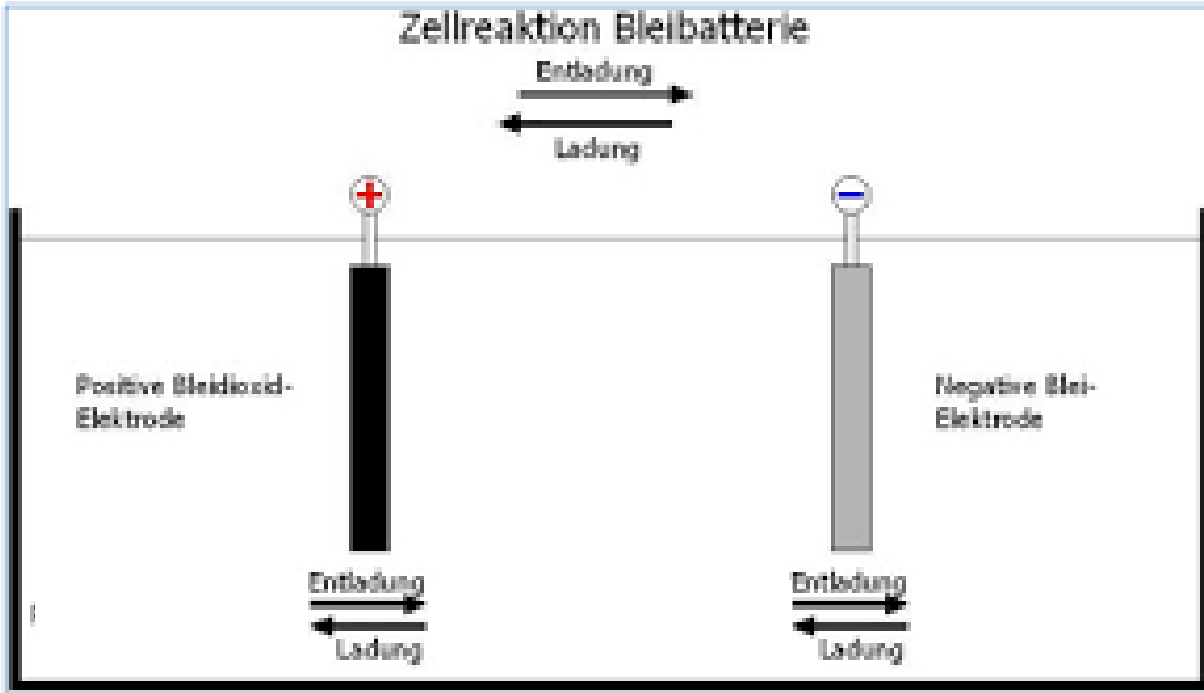 Zellreaktion Bleibatterie
Entladung
Ladung
+
−
Positive Bleidioxid-
Elektrode
Negative Blei-
Elektrode
Entladung
Ladung
Entladung
Ladung